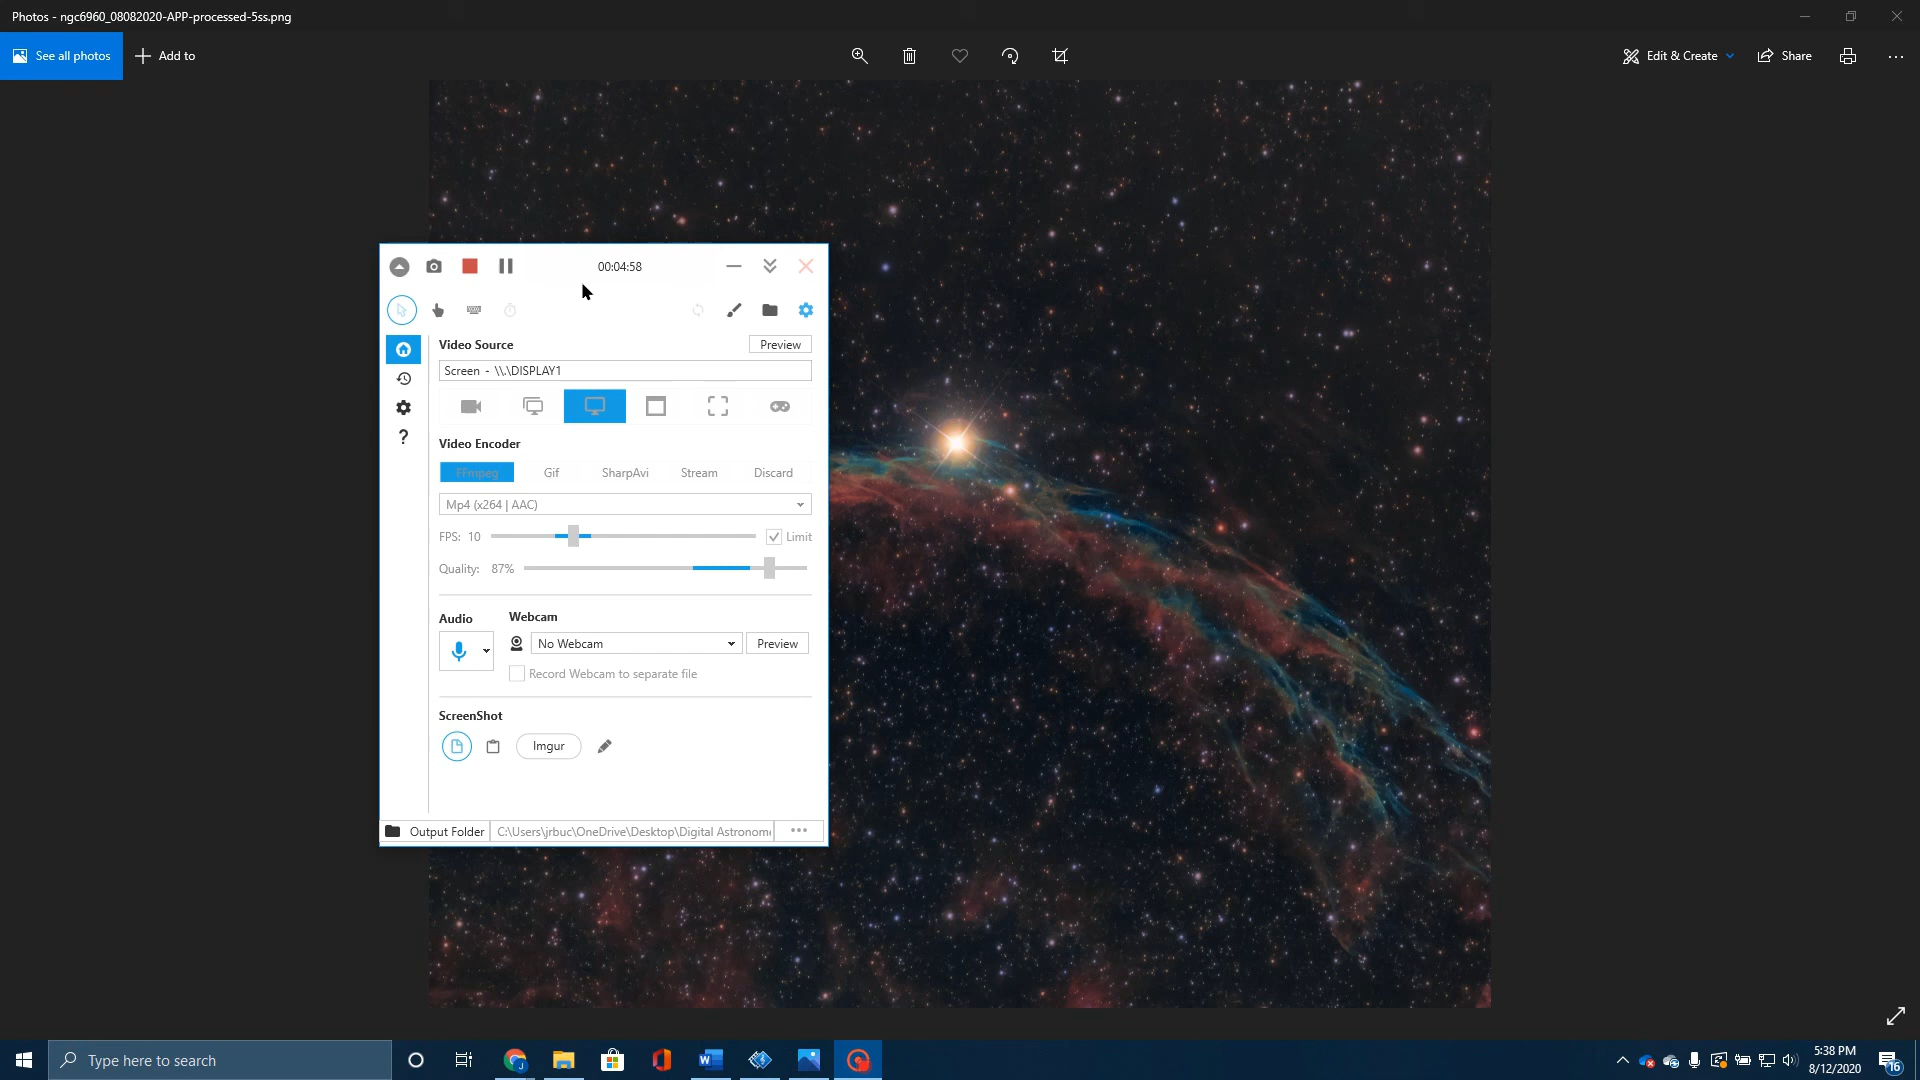 Photos - ngc6960_08082020-APP-processed-5ss.png
See all photos
Add to
Edit & Create
Share
00:04:58
Video Source
Preview
Screen - \\.\DISPLAY1
Video Encoder
FFmpeg
Gif
SharpAvi
Stream
Discard
Mp4 (x264 | AAC)
FPS: 10
Limit
Quality: 87%
Audio
Webcam
No Webcam
Preview
Record Webcam to separate file
ScreenShot
Imgur
Output Folder
C:\Users\jrbuc\OneDrive\Desktop\Digital Astronom
Type here to search
5:38 PM
8/12/2020
16